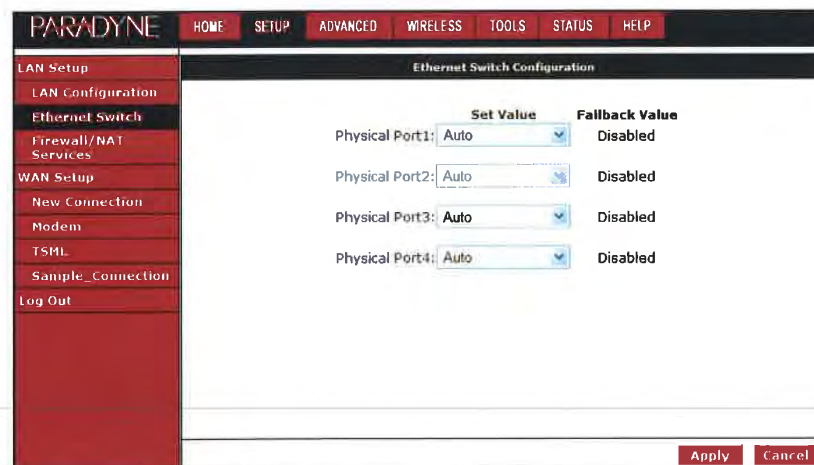 PARADYNE
HOME SETUP ADVANCED WIRELESS TOOLS STATUS HELP
LAN Setup
LAN Configuration
Ethernet Switch
Firewall/NAT
Services
WAN Setup
New Connection
Modem
TSML
Sample_Connection
Log Out
Ethernet Switch Configuration
Set Value Fallback Value
Physical Port1: Auto Disabled
Physical Port2: Auto Disabled
Physical Port3: Auto Disabled
Physical Port4: Auto Disabled
Apply Cancel